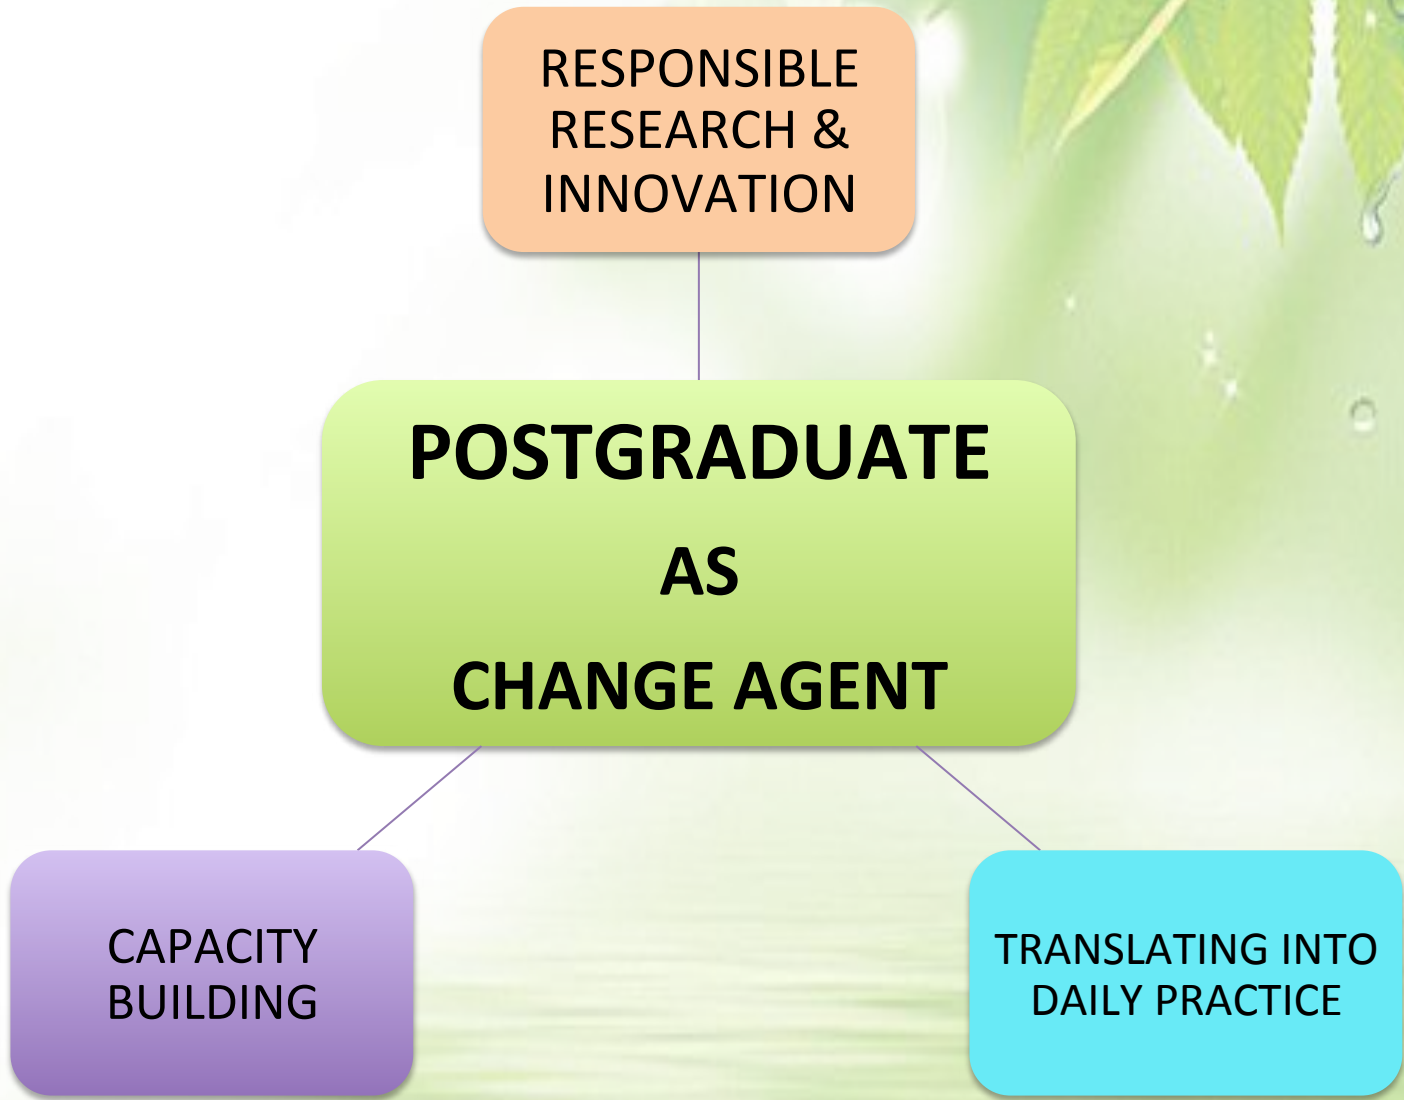 RESPONSIBLE
RESEARCH &
INNOVATION
POSTGRADUATE
AS
CHANGE AGENT
CAPACITY
BUILDING
TRANSLATING INTO
DAILY PRACTICE